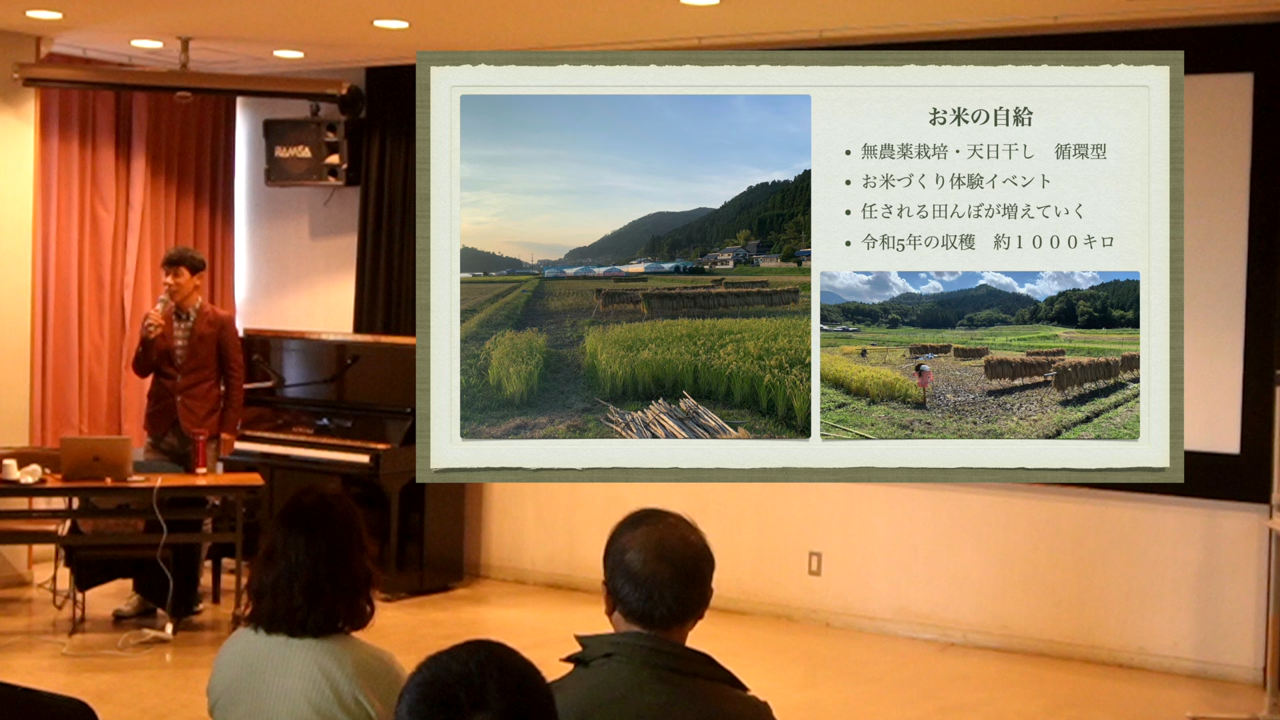 RAMSA
お米の自給
• 無農薬栽培・天日干し　循環型
• お米づくり体験イベント
• 任される田んぼが増えていく
• 令和5年の収穫　約１０００キロ